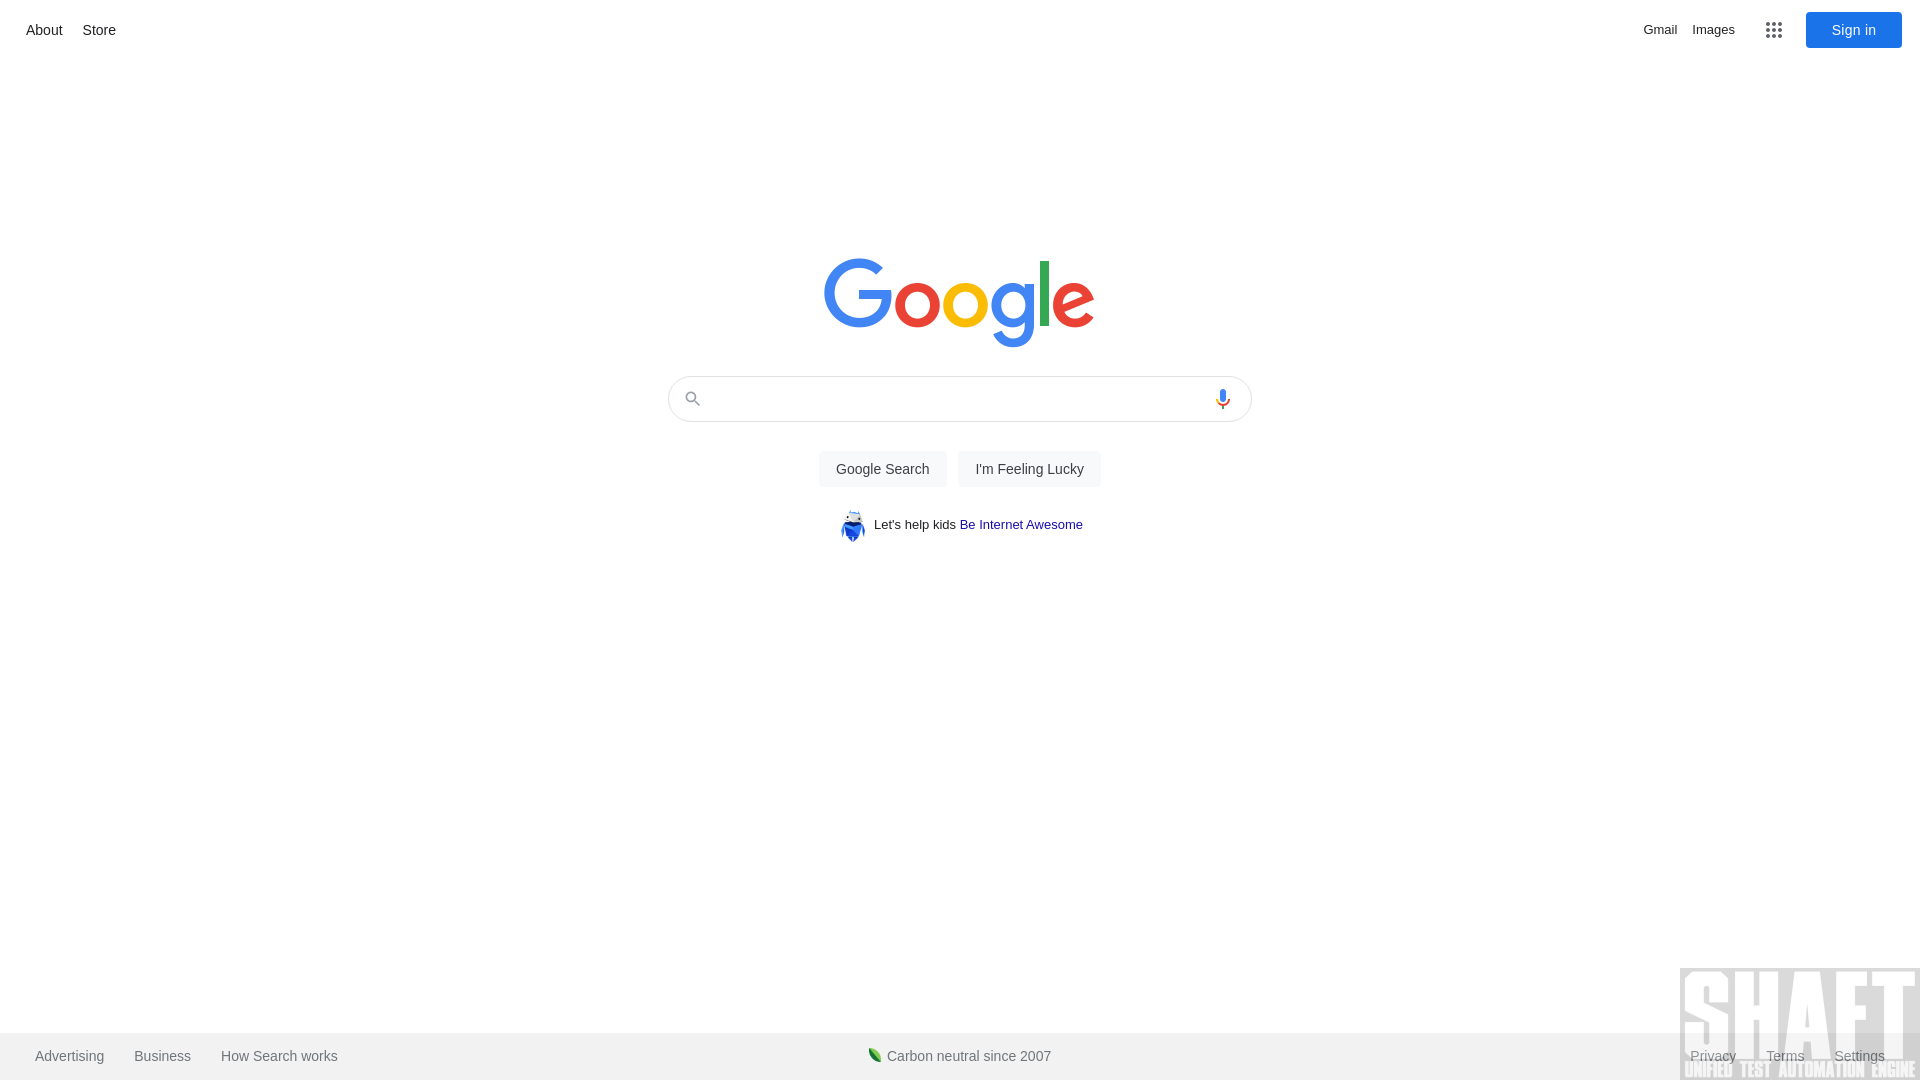 About Store
Gmail Images Sign in
Google
Google Search I'm Feeling Lucky
Let's help kids Be Internet Awesome
SHAFT
Advertising Business How Search works Carbon neutral since 2007 Privacy Terms Settings
UNIFIED TEST AUTOMATION ENGINE